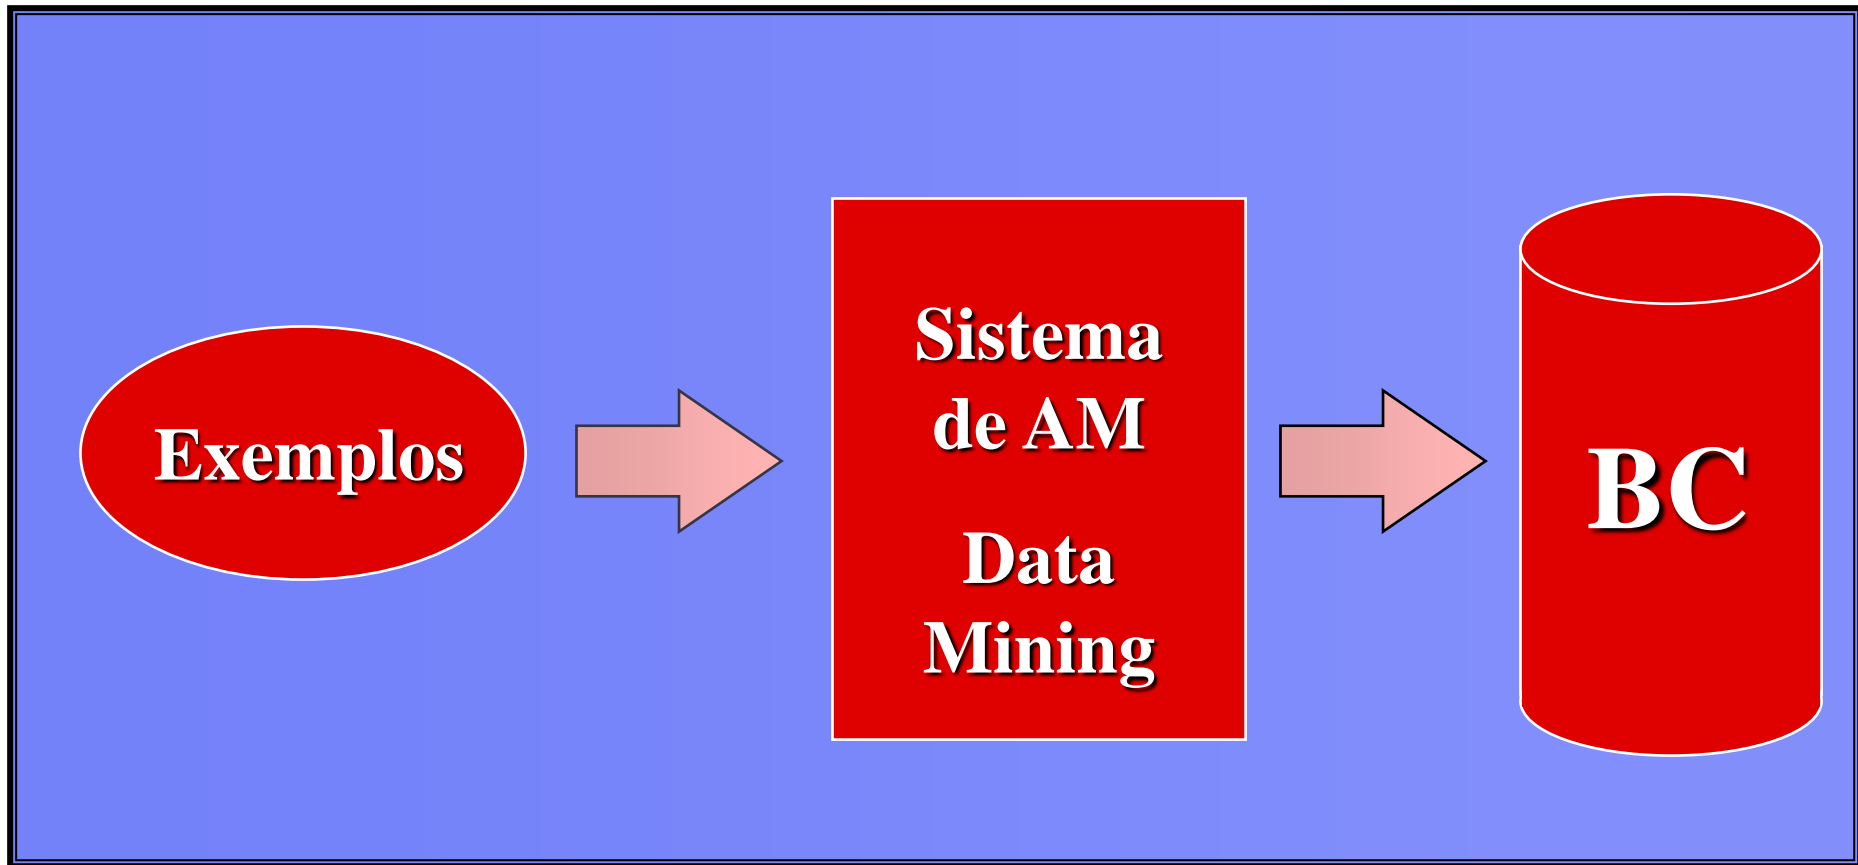 Exemplos
Sistema
de AM
Data
Mining
BC